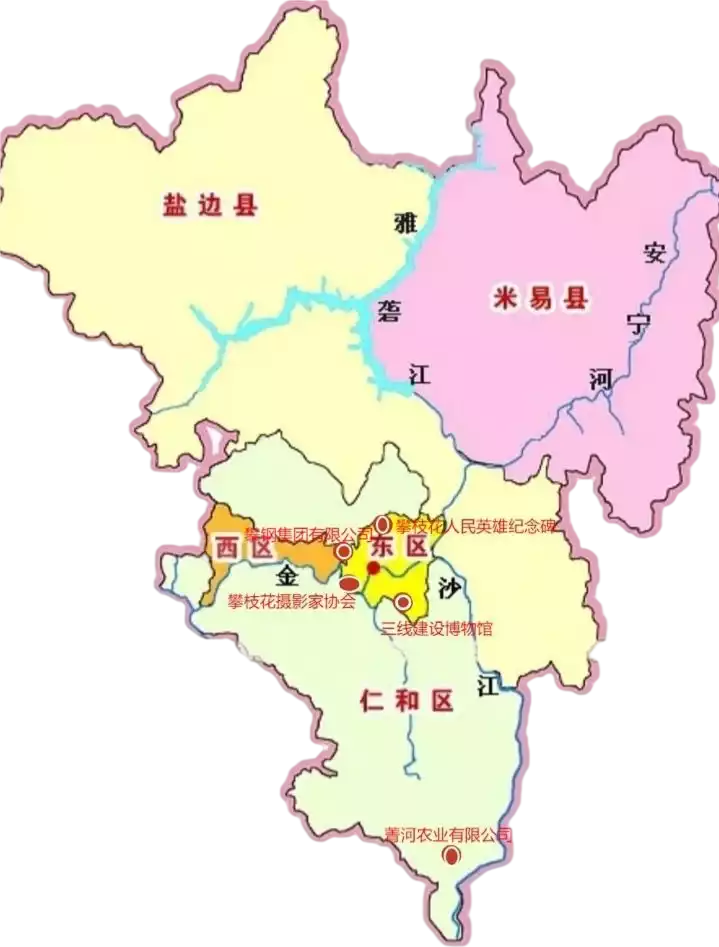 盐边县
雅
砻
江
米易县
安
宁
河
攀枝花人民英雄纪念碑
攀钢集团有限公司
西区
东区
金
沙
江
攀枝花摄影家协会
三线建设博物馆
仁和区
菁河农业有限公司